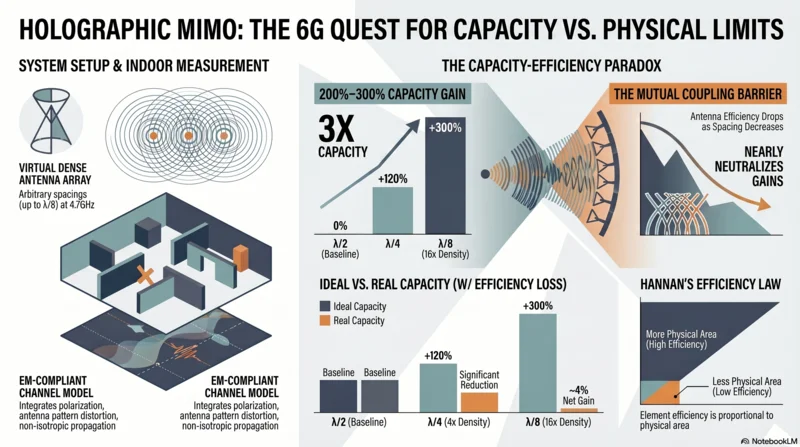 HOLOGRAPHIC MIMO: THE 6G QUEST FOR CAPACITY VS. PHYSICAL LIMITS
SYSTEM SETUP & INDOOR MEASUREMENT
VIRTUAL DENSE
ANTENNA ARRAY
Arbitrary spacings
(up to λ/8) at 4.7GHz
EM-COMPLIANT
CHANNEL MODEL
Integrates polarization,
antenna pattern distortion,
non-isotropic propagation
EM-COMPLIANT
CHANNEL MODEL
Integrates polarization,
antenna pattern distortion,
non-isotropic propagation
THE CAPACITY-EFFICIENCY PARADOX
200%–300% CAPACITY GAIN
3X
CAPACITY
0%
+120%
+300%
λ/2
(Baseline)
λ/4
λ/8
(16x Density)
THE MUTUAL COUPLING BARRIER
Antenna Efficiency Drops
as Spacing Decreases
NEARLY
NEUTRALIZES
GAINS
IDEAL VS. REAL CAPACITY (W/ EFFICIENCY LOSS)
Ideal Capacity
Real Capacity
Baseline
Baseline
+120%
Significant
Reduction
+300%
~4%
Net Gain
λ/2 (Baseline)
λ/4 (4x Density)
λ/8 (16x Density)
HANNAN'S EFFICIENCY LAW
More Physical Area
(High Efficiency)
Less Physical Area
(Low Efficiency)
Element efficiency is proportional to
physical area
NotebookLM